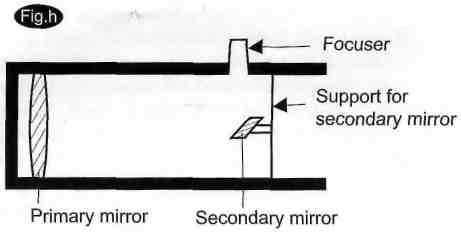 Fig.h
Focuser
Support for
secondary mirror
Primary mirror
Secondary mirror